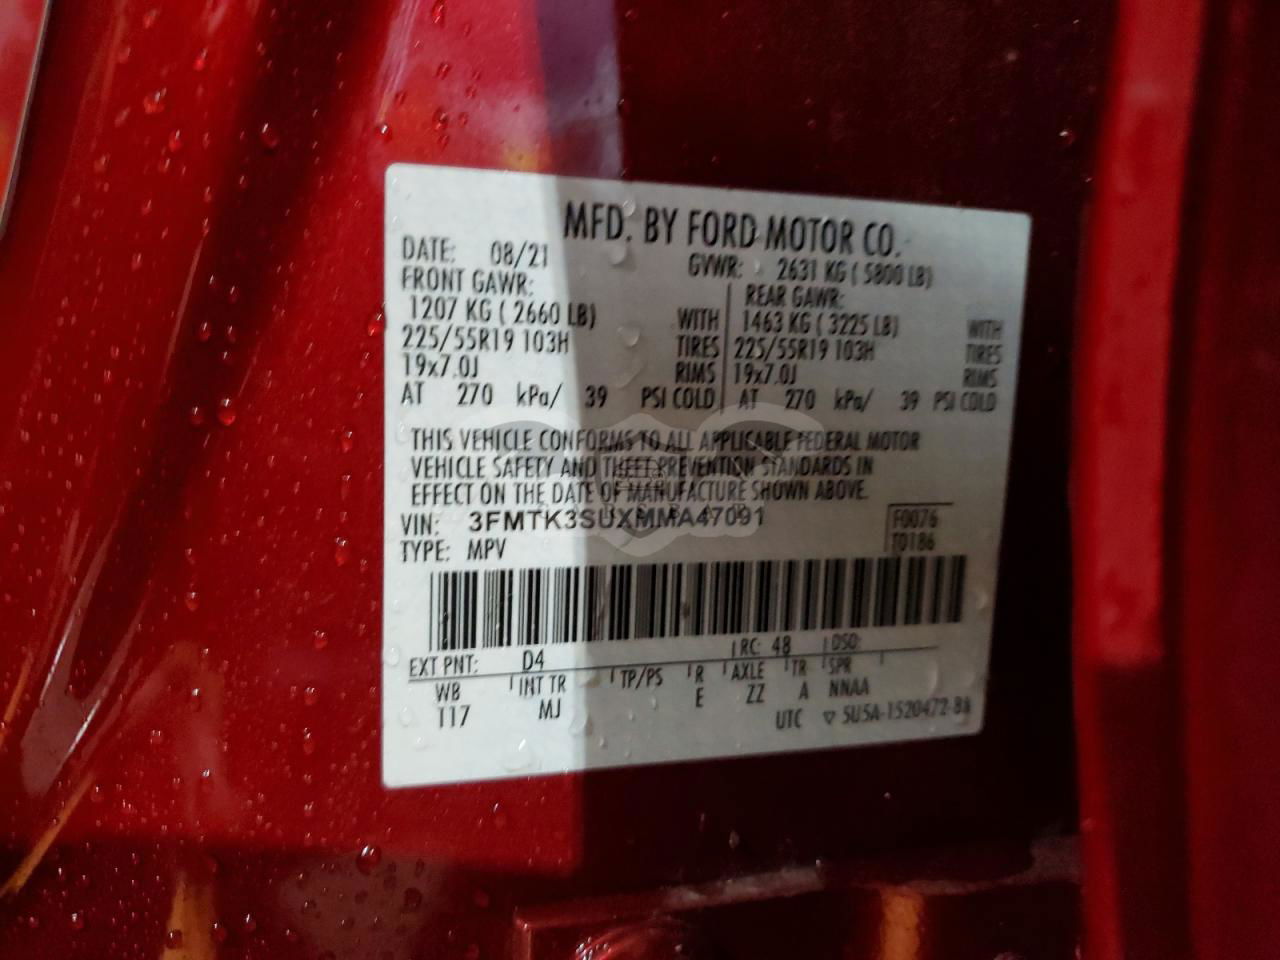 MFD. BY FORD MOTOR CO.
DATE: 08/21 GVWR: 2631 KG ( 5800 LB)
FRONT GAWR: REAR GAWR:
1207 KG ( 2660 LB) WITH 1463 KG ( 3225 LB) WITH
225/55R19 103H TIRES 225/55R19 103H TIRES
19x7.0J RIMS 19x7.0J RIMS
AT 270 kPa/ 39 PSI COLD AT 270 kPa/ 39 PSI COLD
THIS VEHICLE CONFORMS TO ALL APPLICABLE FEDERAL MOTOR
VEHICLE SAFETY AND THEFT PREVENTION STANDARDS IN
EFFECT ON THE DATE OF MANUFACTURE SHOWN ABOVE.
VIN: 3FMTK3SUXMMA47091 F0076
TYPE: MPV T0186
EXT PNT: D4 RC: 48 DSO:
WB INT TR TP/PS R AXLE TR SPR
117 MJ E ZZ A NNAA
UTC ▽ 5U5A-1520472-BA